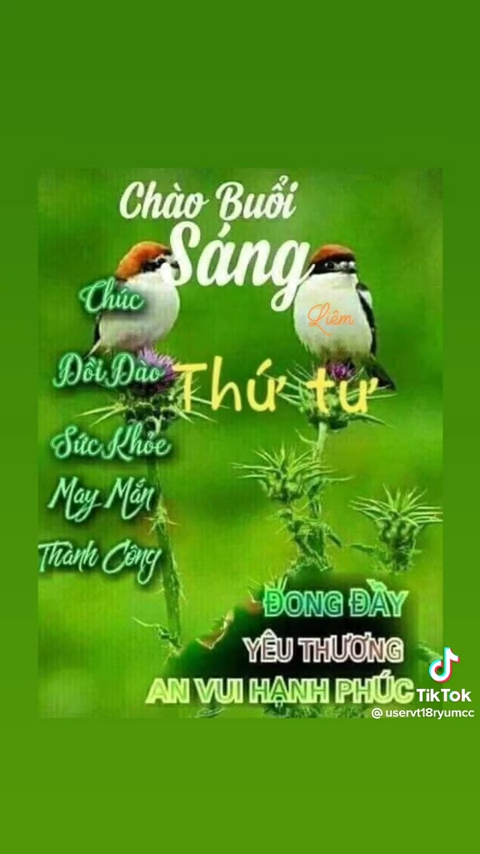 Chào Buổi
Sáng
Chúc
Liêm
Dồi Dào
Thứ tư
Sức Khỏe
May Mắn
Thành Công
ĐONG ĐẦY
YÊU THƯƠNG
AN VUI HẠNH PHÚC
TikTok
@uservt18ryumcc